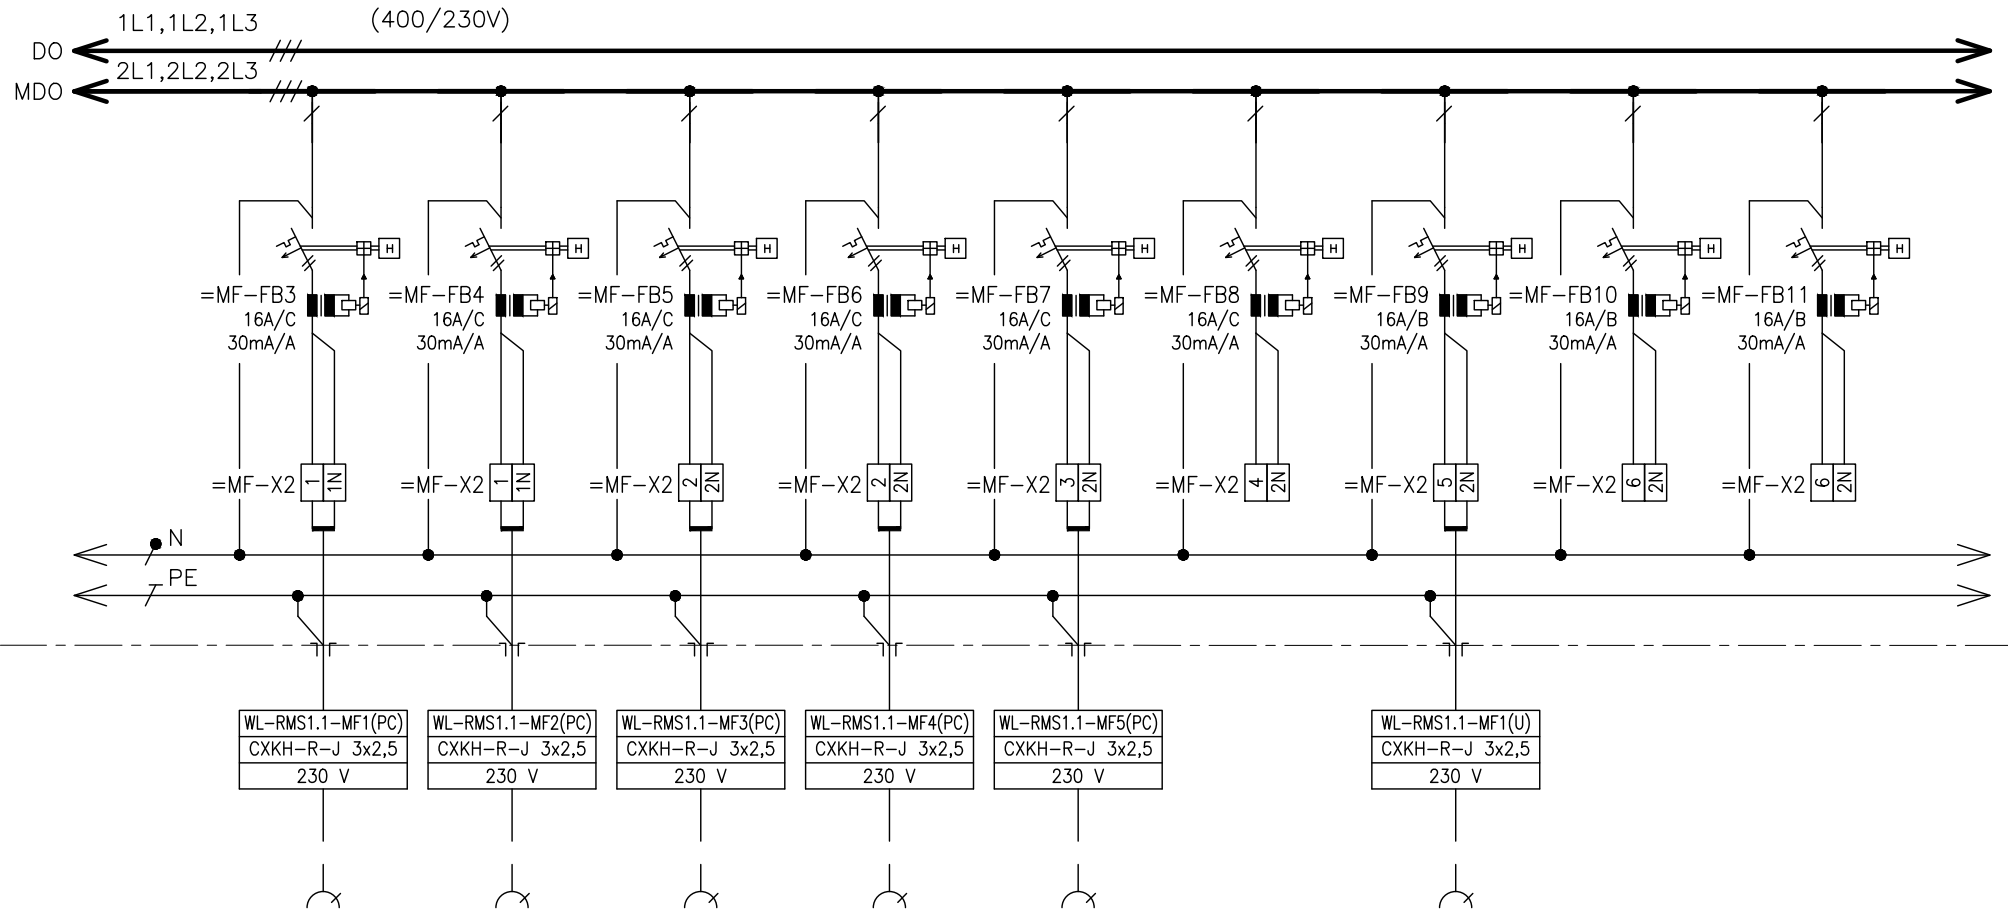 1L1,1L2,1L3 (400/230V)
DO
2L1,2L2,2L3
MDO
H H H H H H H H H
=MF-FB3 =MF-FB4 =MF-FB5 =MF-FB6 =MF-FB7 =MF-FB8 =MF-FB9 =MF-FB10 =MF-FB11
16A/C 16A/C 16A/C 16A/C 16A/C 16A/C 16A/B 16A/B 16A/B
30mA/A 30mA/A 30mA/A 30mA/A 30mA/A 30mA/A 30mA/A 30mA/A 30mA/A
=MF-X2 1 1N =MF-X2 1 1N =MF-X2 2 2N =MF-X2 2 2N =MF-X2 3 2N =MF-X2 4 2N =MF-X2 5 2N =MF-X2 6 2N =MF-X2 6 2N
N
PE
WL-RMS1.1-MF1(PC) WL-RMS1.1-MF2(PC) WL-RMS1.1-MF3(PC) WL-RMS1.1-MF4(PC) WL-RMS1.1-MF5(PC) WL-RMS1.1-MF1(U)
CXKH-R-J 3x2,5 CXKH-R-J 3x2,5 CXKH-R-J 3x2,5 CXKH-R-J 3x2,5 CXKH-R-J 3x2,5 CXKH-R-J 3x2,5
230 V 230 V 230 V 230 V 230 V 230 V